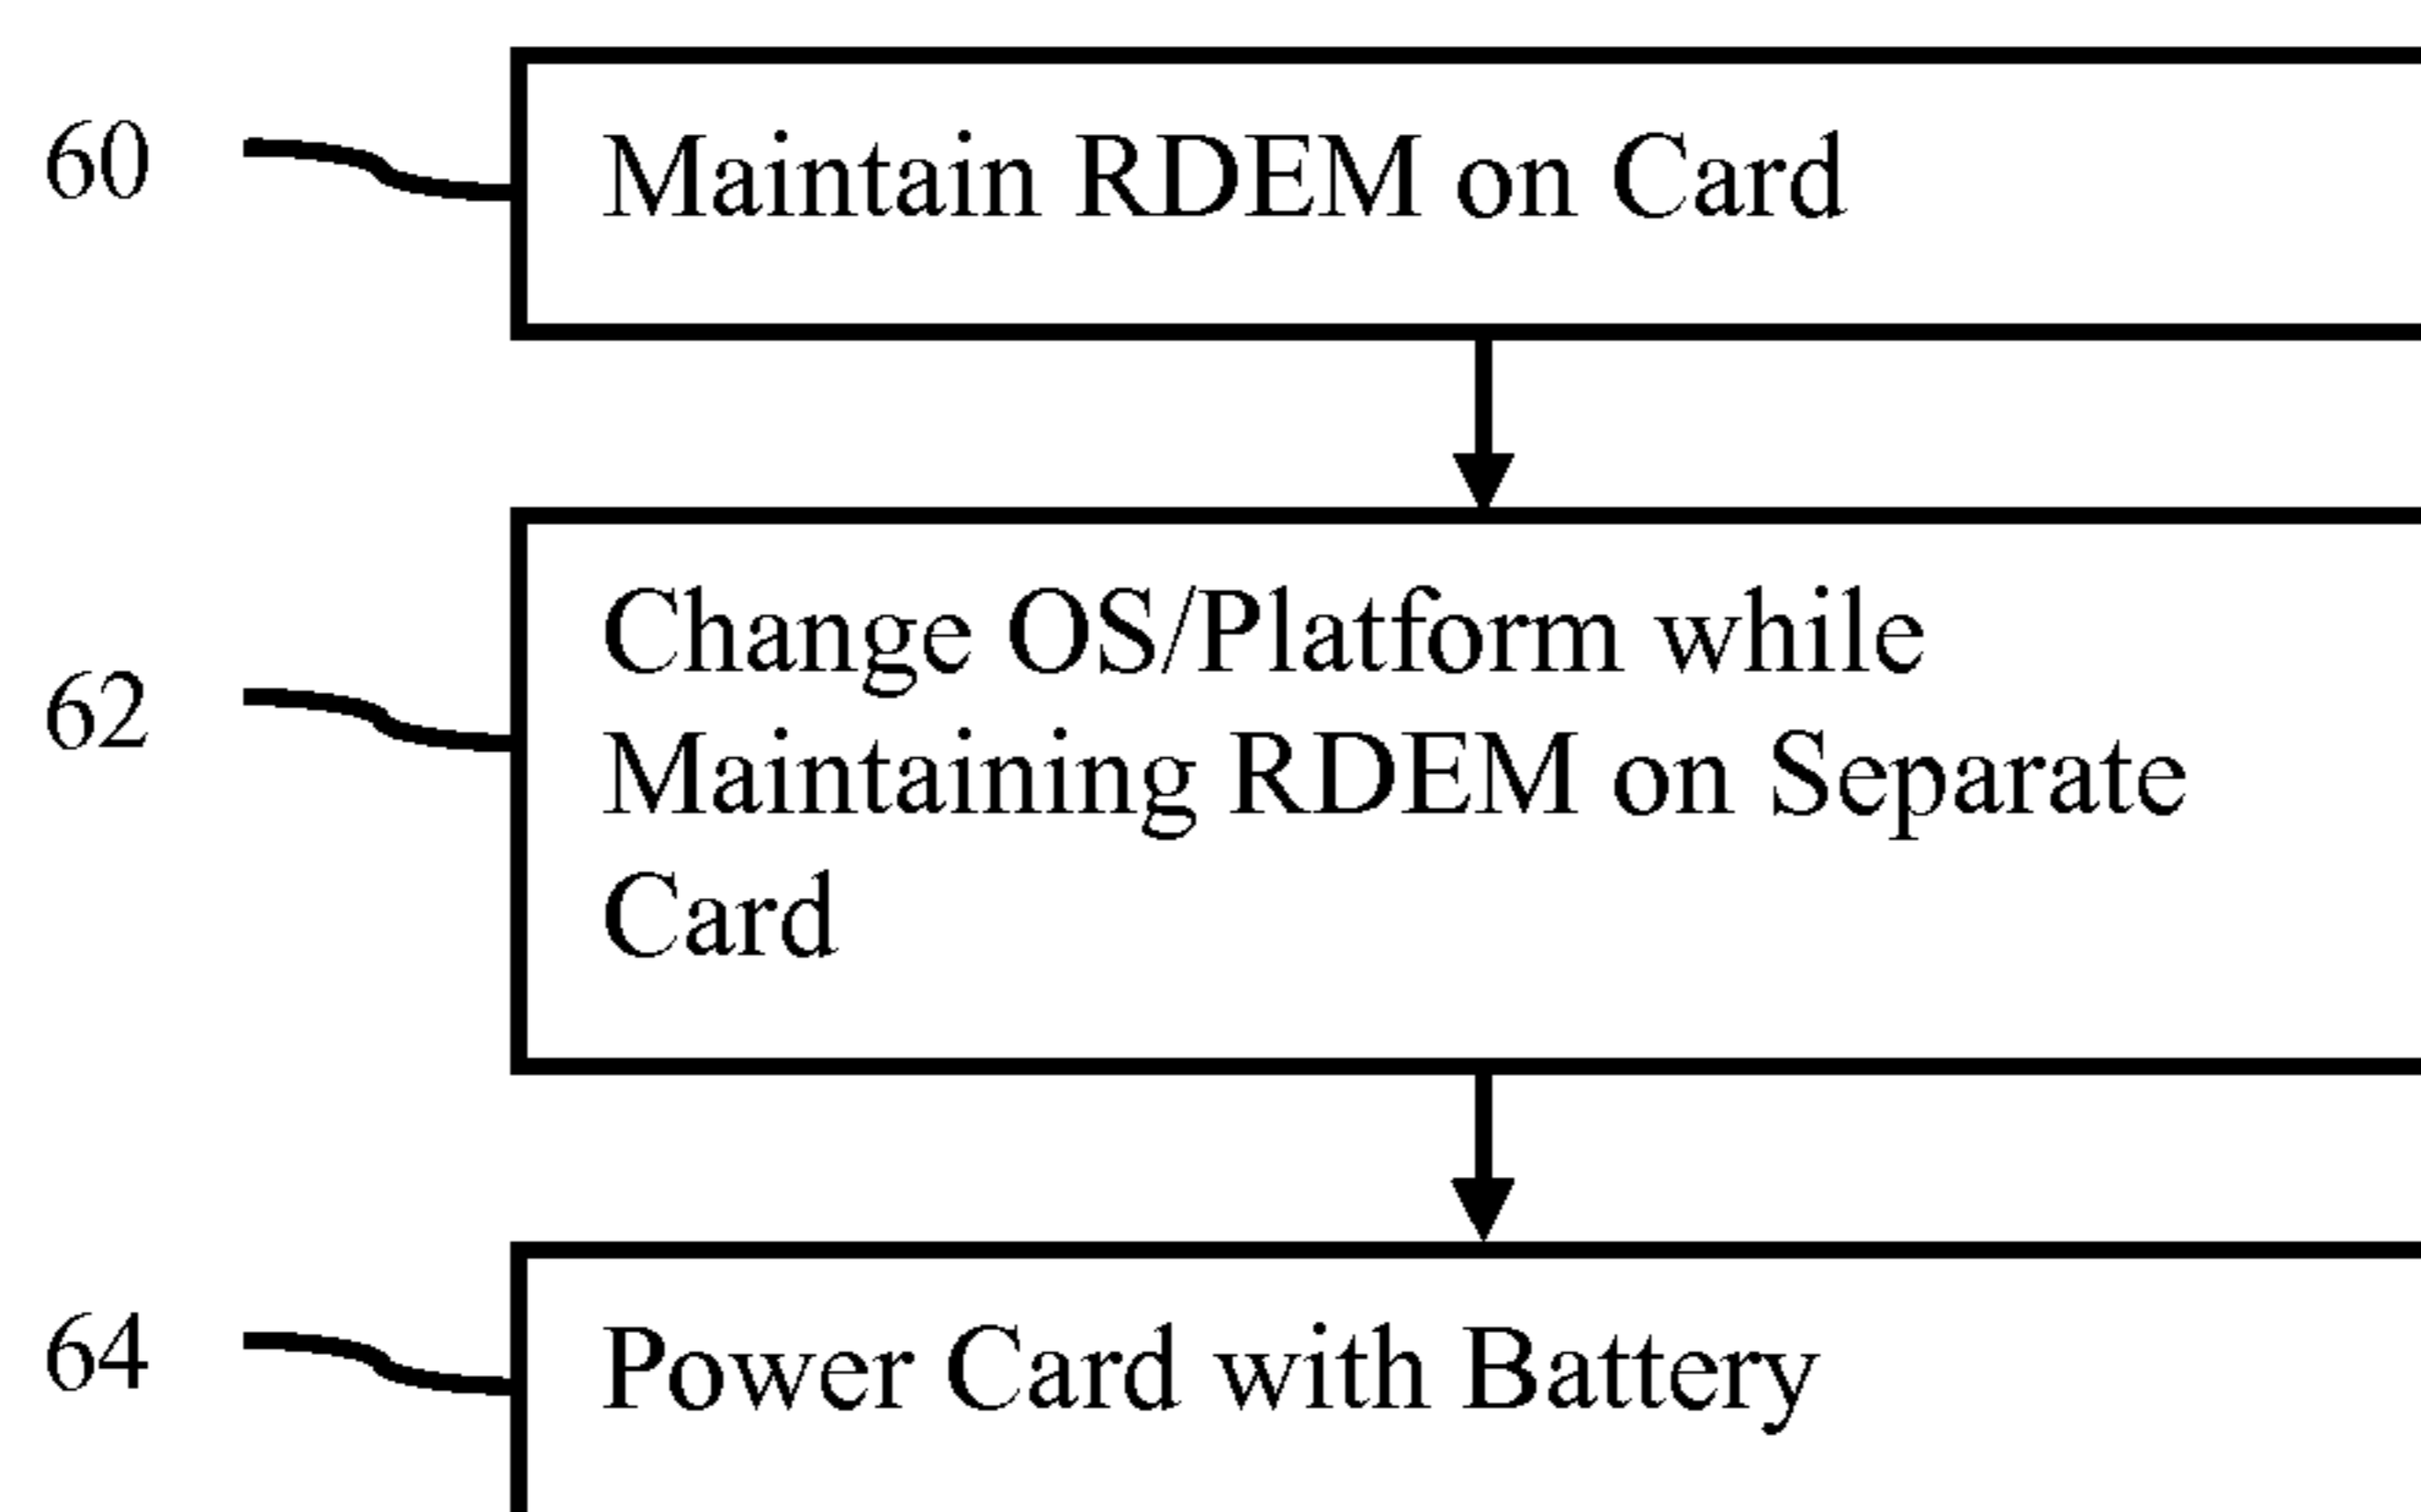 60
Maintain RDEM on Card
62
Change OS/Platform while
Maintaining RDEM on Separate
Card
64
Power Card with Battery